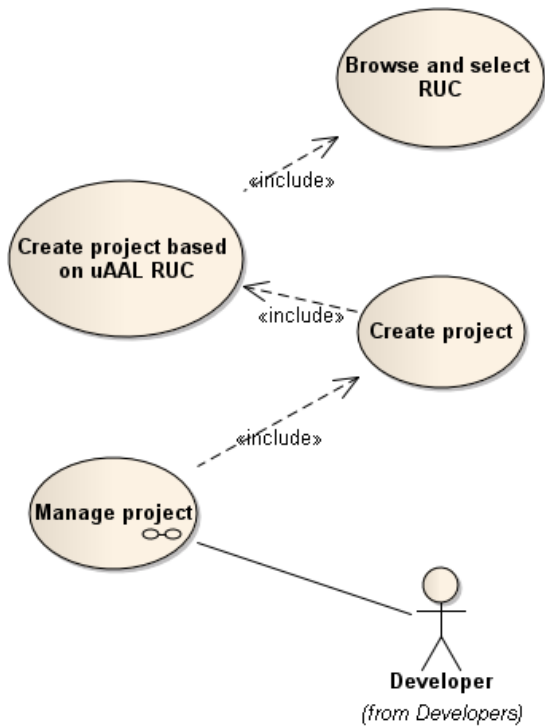 Browse and select
RUC
«include»
Create project based
on uAAL RUC
«include»
Create project
«include»
Manage project
Developer
(from Developers)